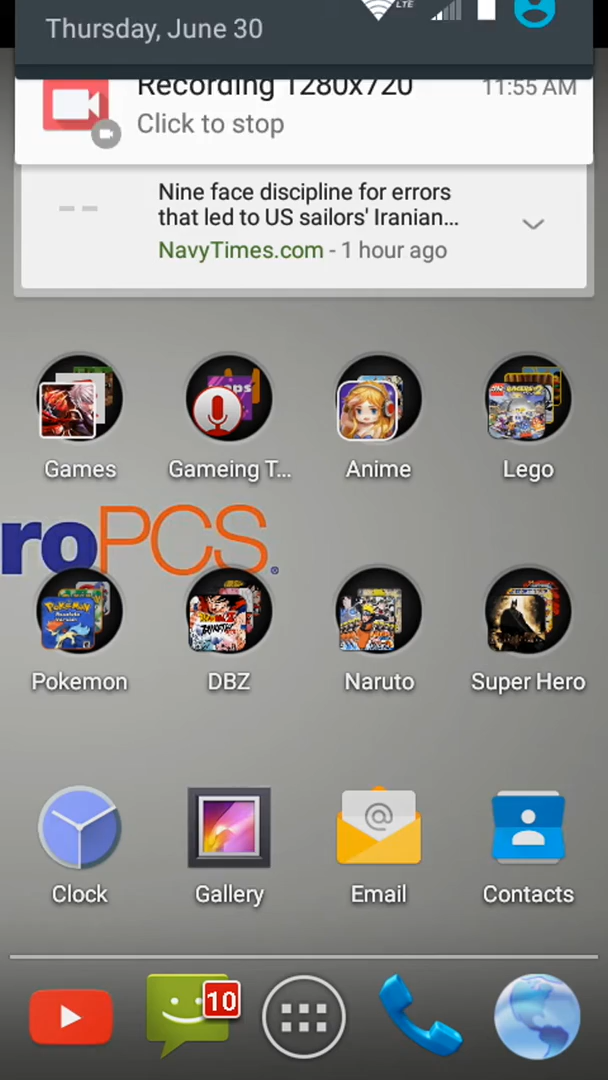 LTE
Thursday, June 30
Recording 1280x720
11:55 AM
Click to stop
Nine face discipline for errors
that led to US sailors' Iranian...
NavyTimes.com - 1 hour ago
Games
Gameing T...
Anime
Lego
roPCS.
Pokemon
DBZ
Naruto
Super Hero
Clock
Gallery
Email
Contacts
10